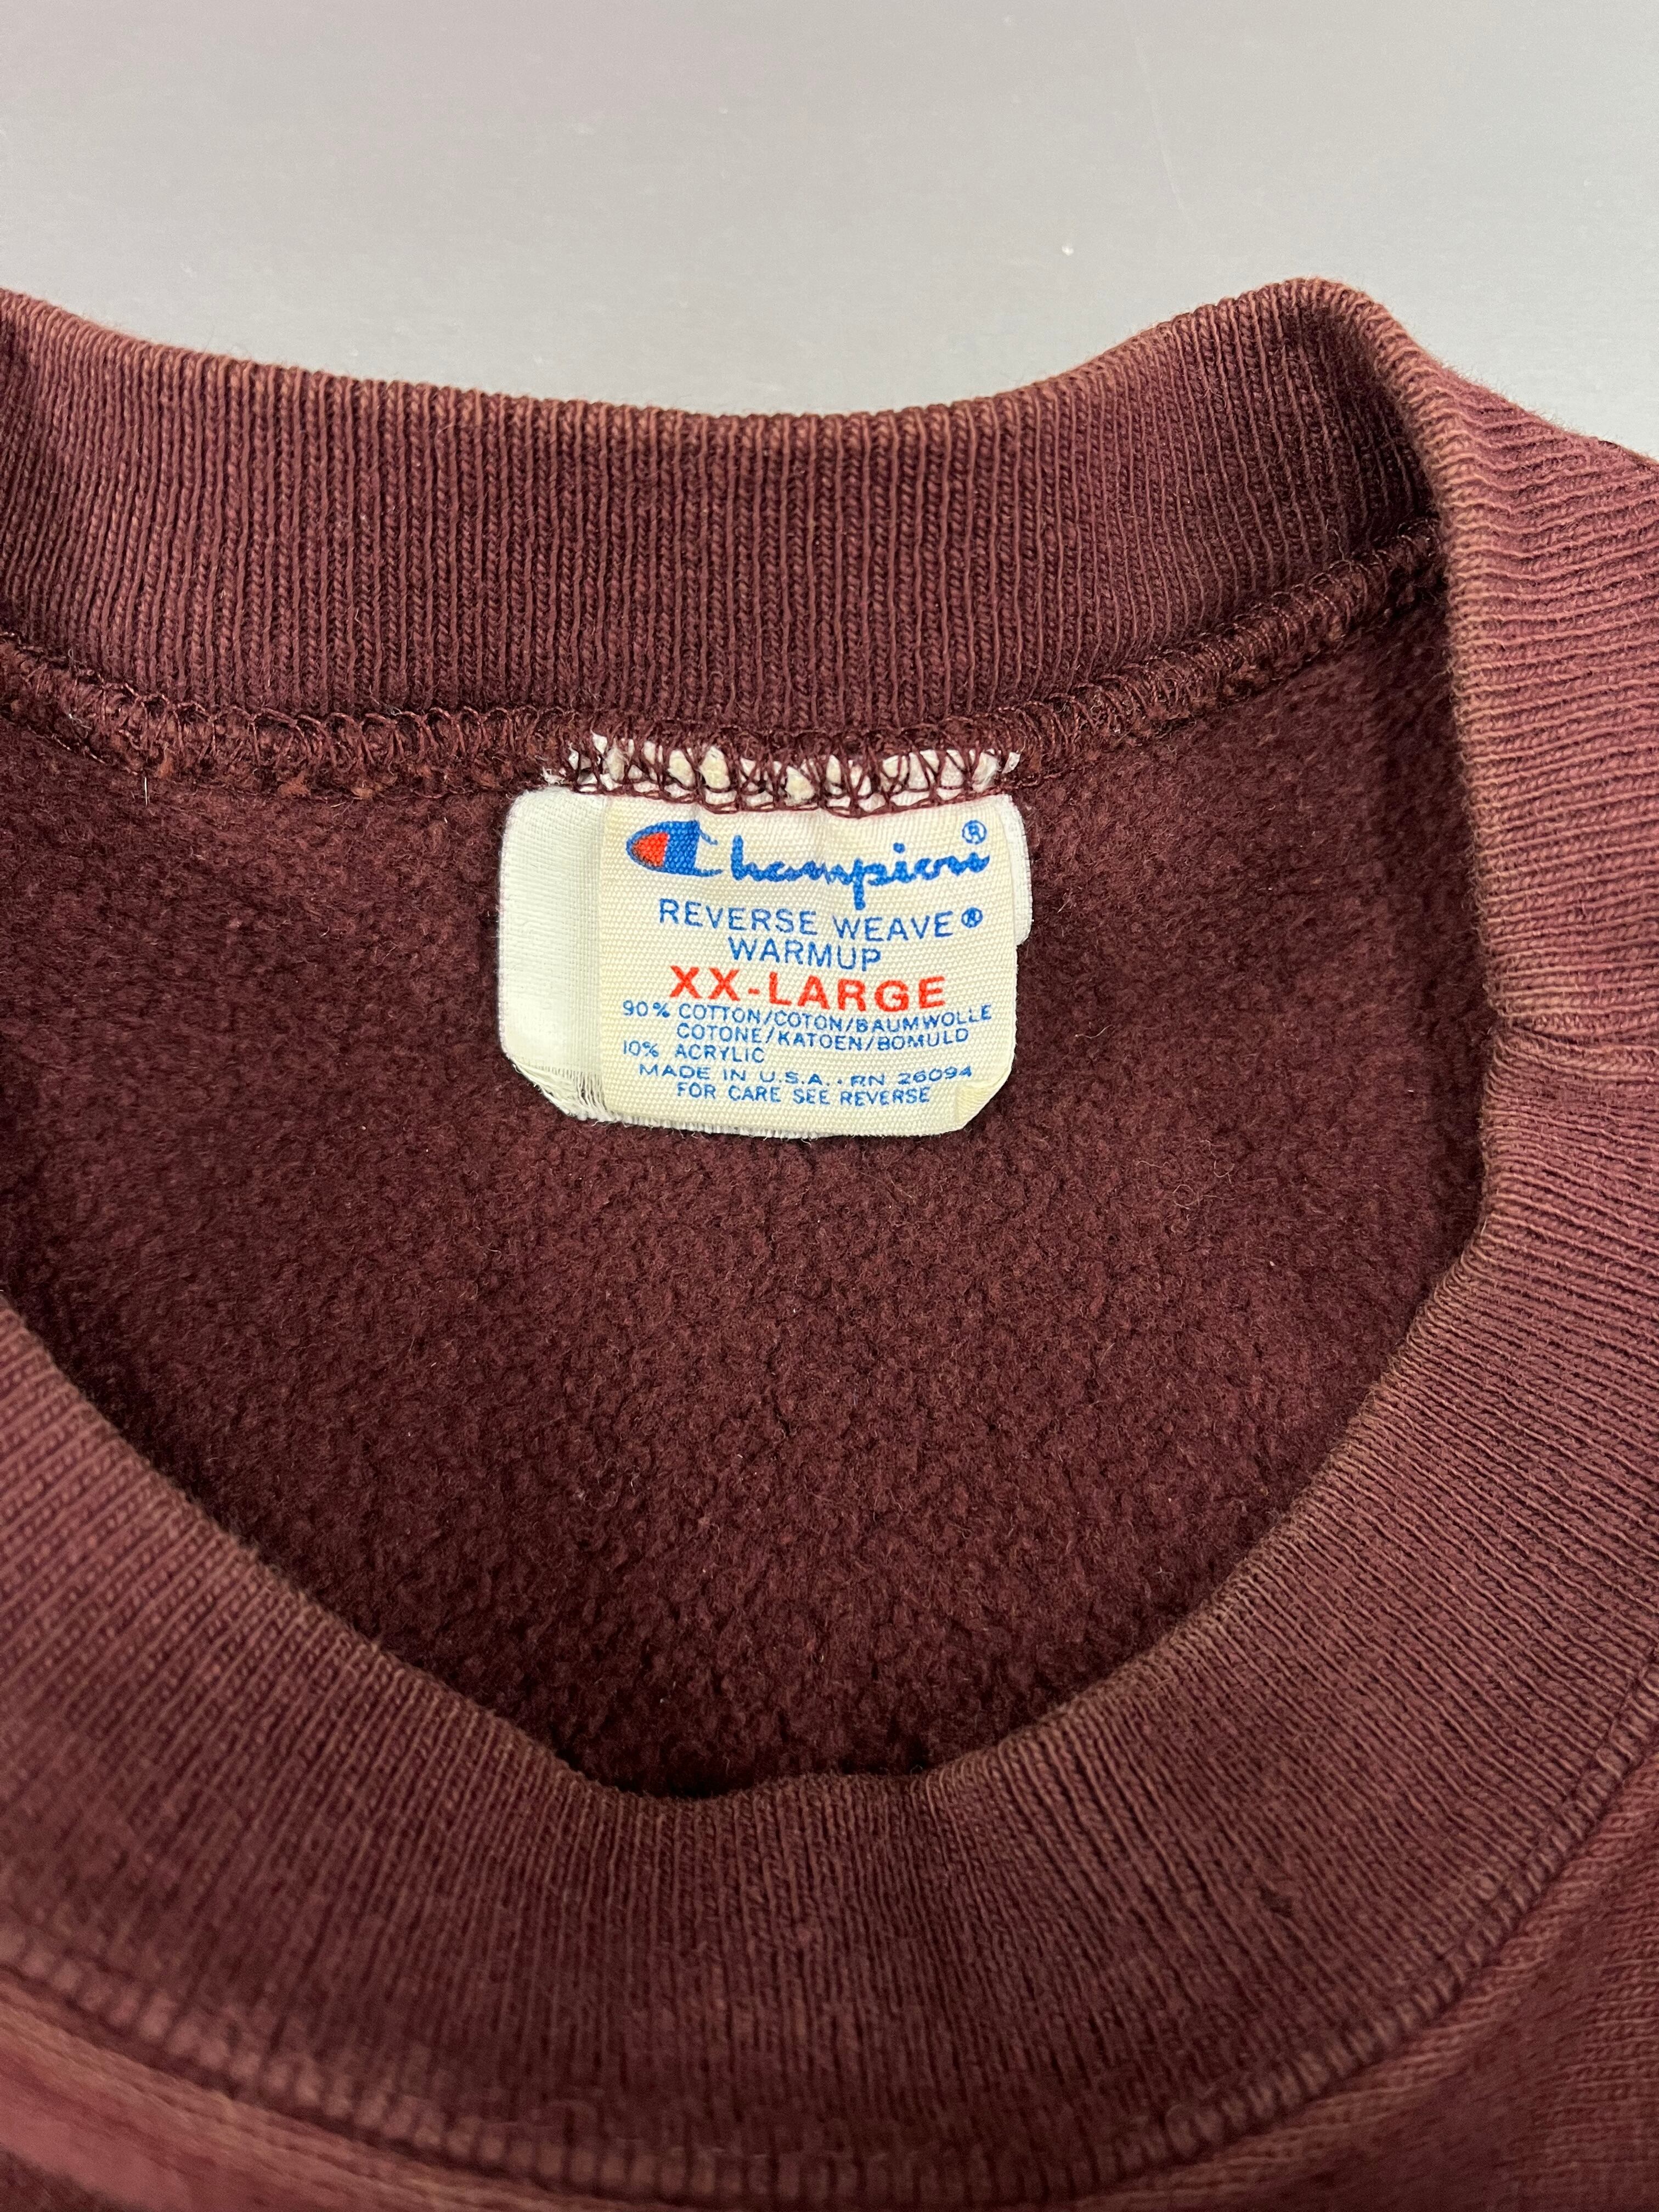 Champion®
REVERSE WEAVE®
WARMUP
XX-LARGE
90% COTTON/COTON/BAUMWOLLE
COTONE/KATOEN/BOMULD
10% ACRYLIC
MADE IN U.S.A. · RN 26094
FOR CARE SEE REVERSE